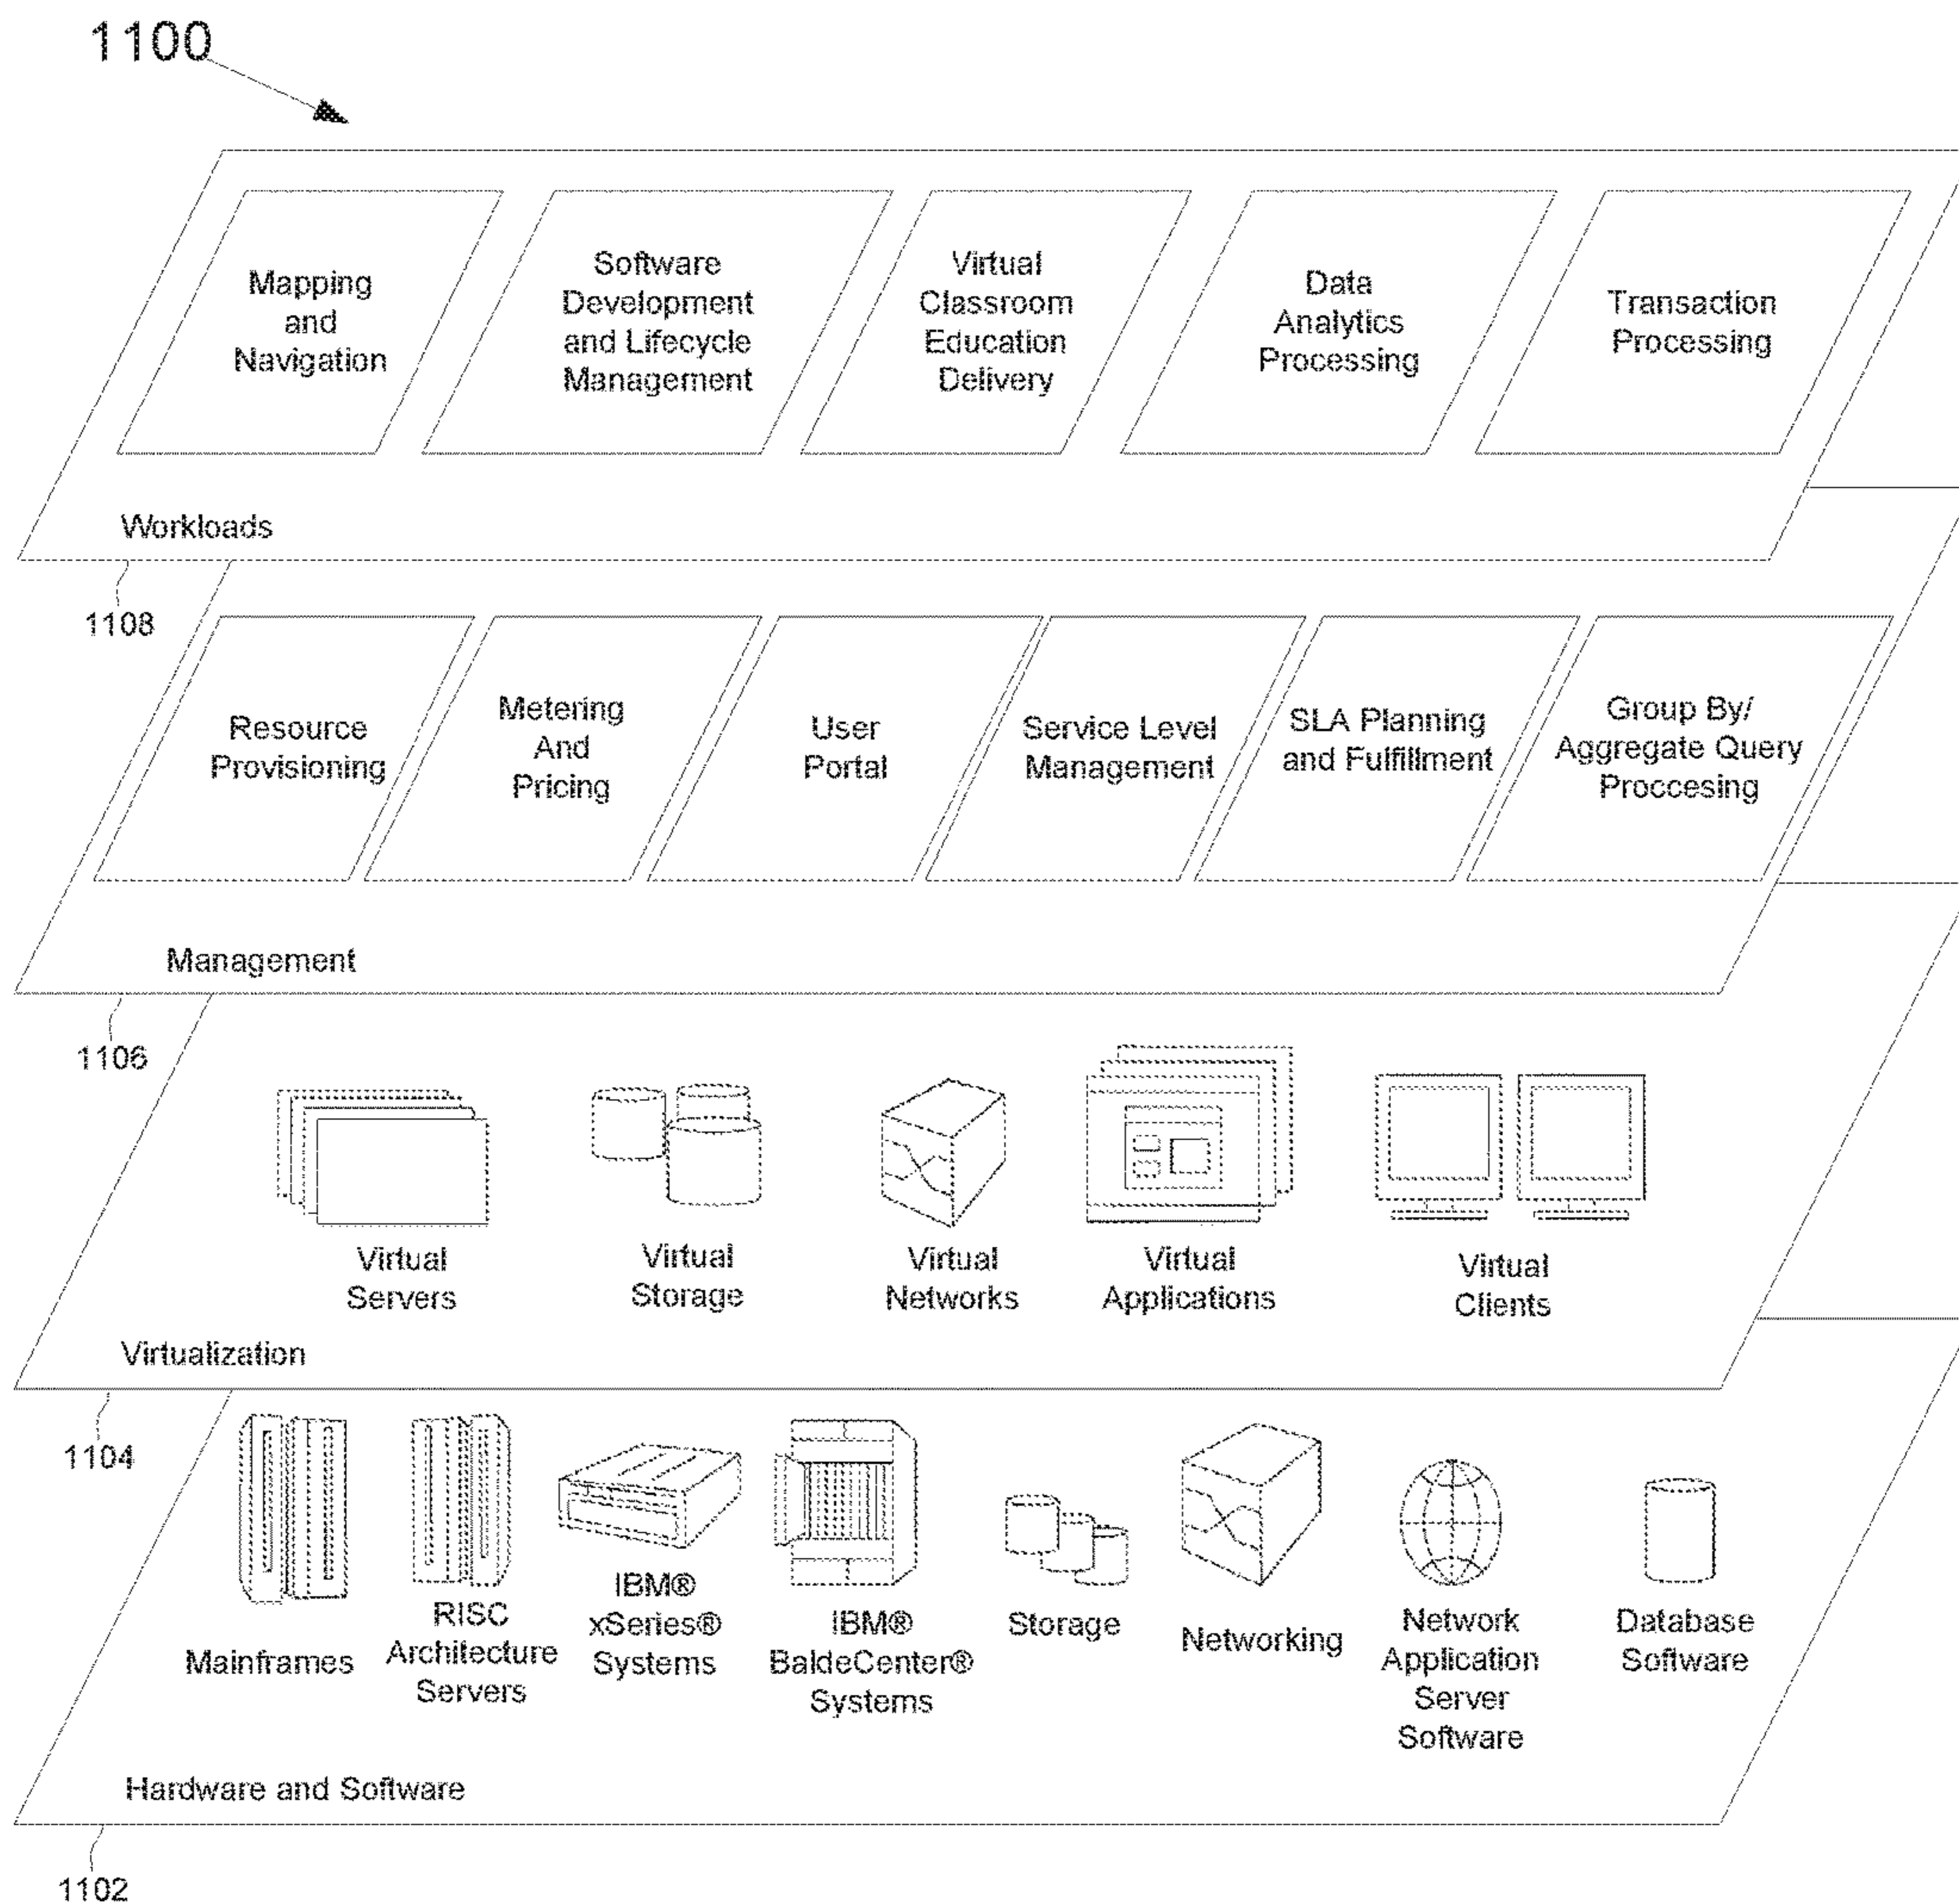 1100
Mapping
and
Navigation
Software
Development
and Lifecycle
Management
Virtual
Classroom
Education
Delivery
Data
Analytics
Processing
Transaction
Processing
Workloads
1108
Resource
Provisioning
Metering
And
Pricing
User
Portal
Service Level
Management
SLA Planning
and Fulfillment
Group By/
Aggregate Query
Proccesing
Management
1106
Virtual
Servers
Virtual
Storage
Virtual
Networks
Virtual
Applications
Virtual
Clients
Virtualization
1104
Mainframes
RISC
Architecture
Servers
IBM®
xSeries®
Systems
IBM®
BaldeCenter®
Systems
Storage
Networking
Network
Application
Server
Software
Database
Software
Hardware and Software
1102